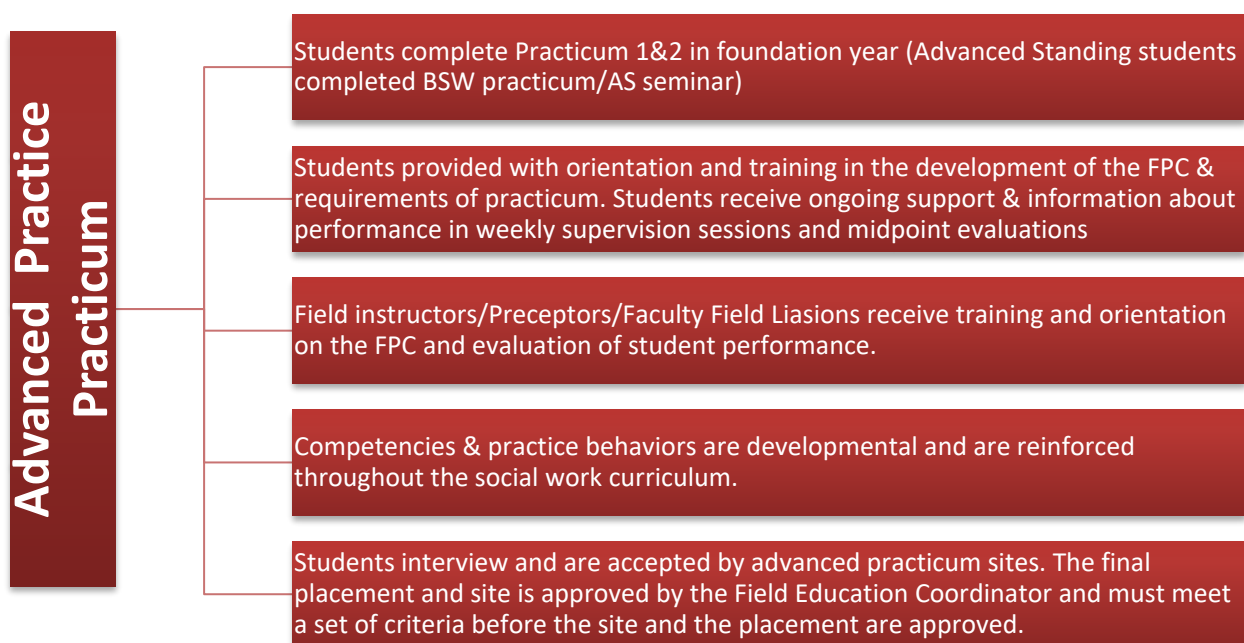 Advanced Practice
Practicum
Students complete Practicum 1&2 in foundation year (Advanced Standing students
completed BSW practicum/AS seminar)
Students provided with orientation and training in the development of the FPC &
requirements of practicum. Students receive ongoing support & information about
performance in weekly supervision sessions and midpoint evaluations
Field instructors/Preceptors/Faculty Field Liasions receive training and orientation
on the FPC and evaluation of student performance.
Competencies & practice behaviors are developmental and are reinforced
throughout the social work curriculum.
Students interview and are accepted by advanced practicum sites. The final
placement and site is approved by the Field Education Coordinator and must meet
a set of criteria before the site and the placement are approved.